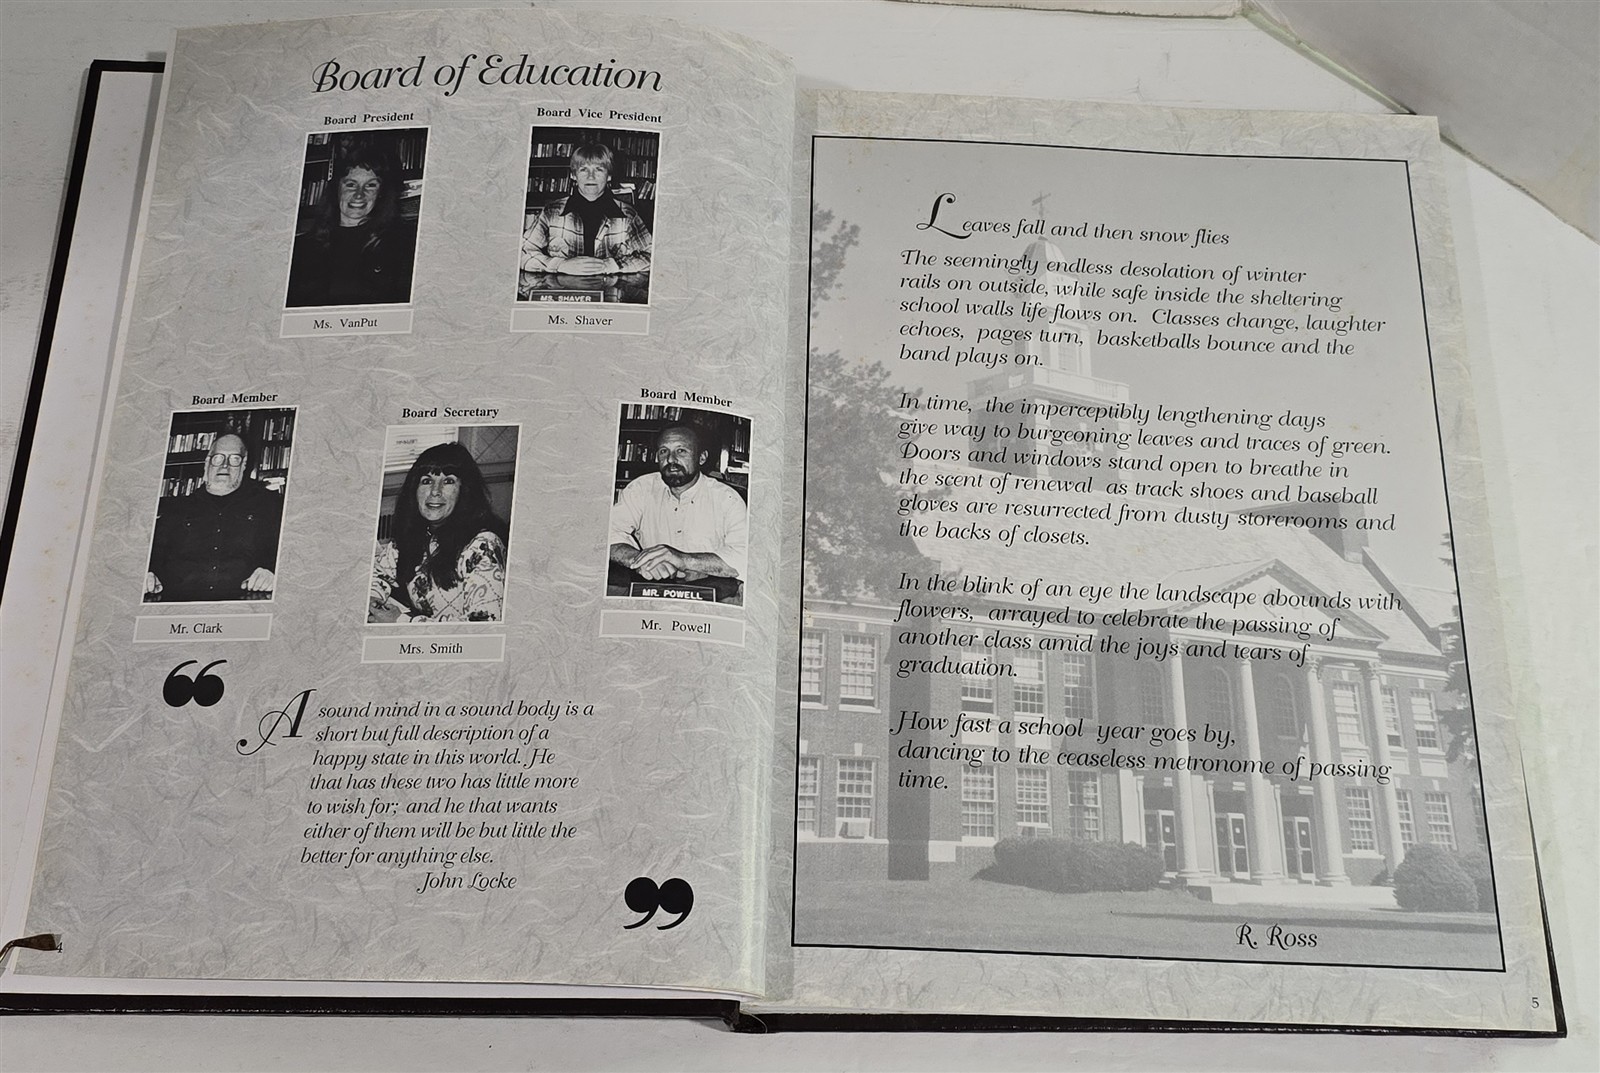 Board of Education
Board President
Board Vice President
MS. SHAVER
Ms. VanPut
Ms. Shaver
Board Member
Board Secretary
Board Member
MR. POWELL
Mr. Clark
Mrs. Smith
Mr. Powell
“
A sound mind in a sound body is a
short but full description of a
happy state in this world. He
that has these two has little more
to wish for; and he that wants
either of them will be but little the
better for anything else.
John Locke
”
4
Leaves fall and then snow flies
The seemingly endless desolation of winter
rails on outside, while safe inside the sheltering
school walls life flows on. Classes change, laughter
echoes, pages turn, basketballs bounce and the
band plays on.
In time, the imperceptibly lengthening days
give way to burgeoning leaves and traces of green.
Doors and windows stand open to breathe in
the scent of renewal as track shoes and baseball
gloves are resurrected from dusty storerooms and
the backs of closets.
In the blink of an eye the landscape abounds with
flowers, arrayed to celebrate the passing of
another class amid the joys and tears of
graduation.
How fast a school year goes by,
dancing to the ceaseless metronome of passing
time.
R. Ross
5